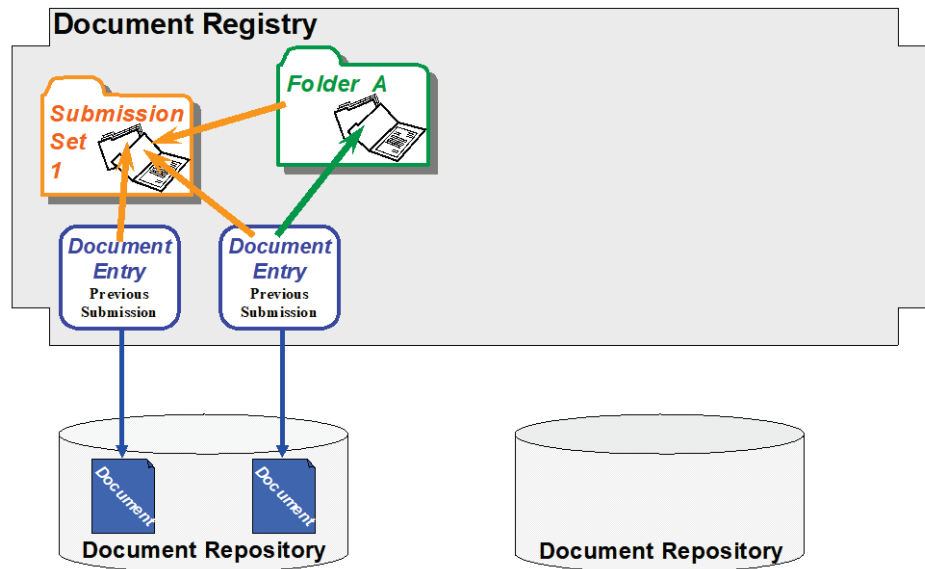 Document Registry
Submission
Set
1
Folder A
Document
Entry
Previous
Submission
Document
Entry
Previous
Submission
Document
Document
Document Repository
Document Repository